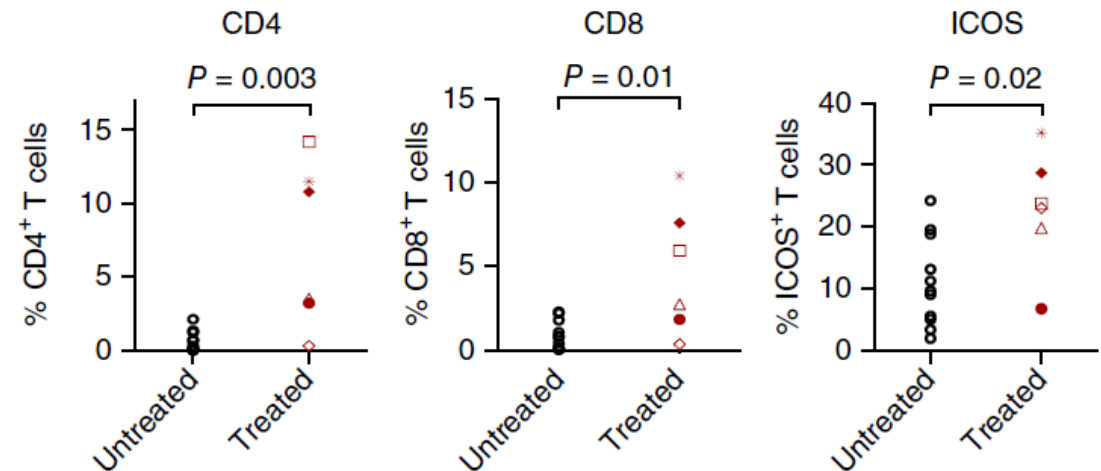 CD4
P = 0.003
% CD4⁺ T cells
15
10
5
0
Untreated
Treated
CD8
P = 0.01
% CD8⁺ T cells
15
10
5
0
Untreated
Treated
ICOS
P = 0.02
% ICOS⁺ T cells
40
30
20
10
0
Untreated
Treated